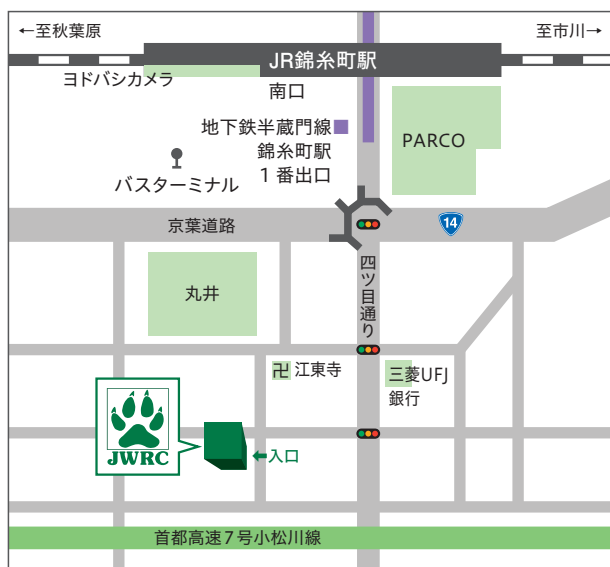 ←至秋葉原
至市川→
JR錦糸町駅
ヨドバシカメラ
南口
地下鉄半蔵門線
錦糸町駅
1番出口
PARCO
バスターミナル
京葉道路
14
四ツ目通り
丸井
卍 江東寺
三菱UFJ
銀行
JWRC
←入口
首都高速7号小松川線